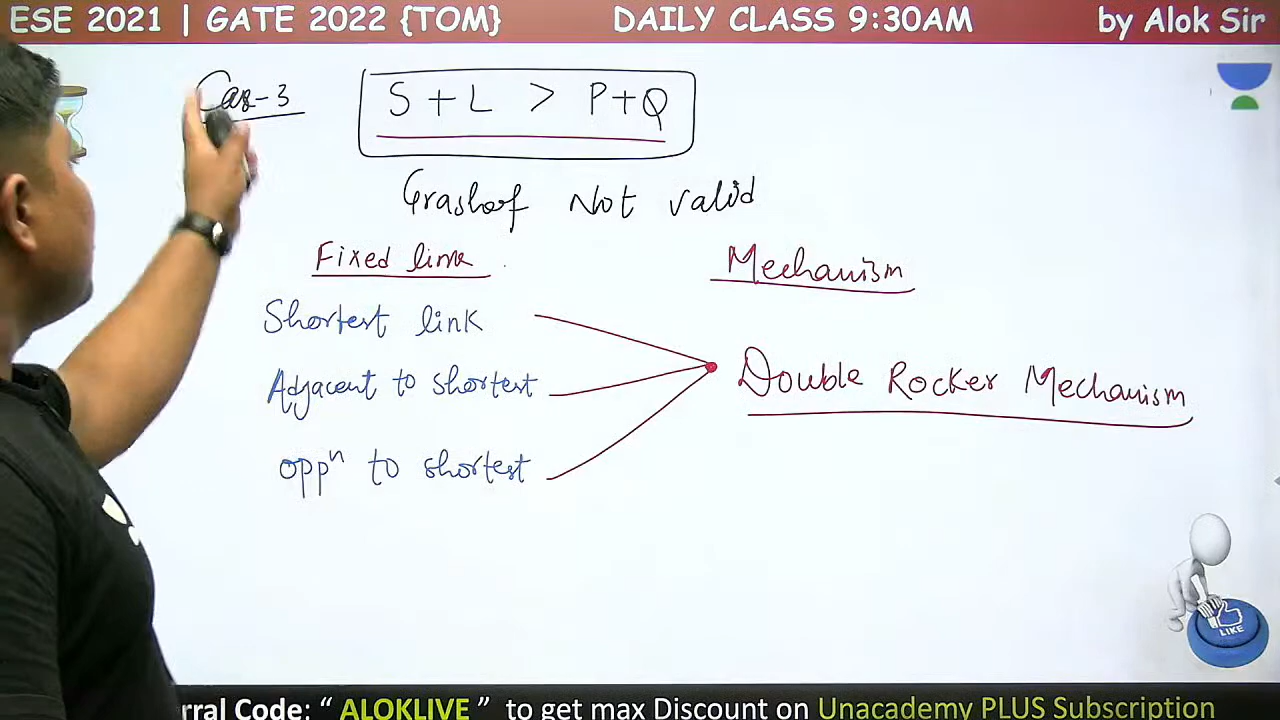 ESE 2021 | GATE 2022 {TOM} DAILY CLASS 9:30AM by Alok Sir
Case-3 S + L > P+Q
Grashof Not valid
Fixed link Mechanism
Shortest link
Adjacent to shortest Double Rocker Mechanism
oppⁿ to shortest
LIKE
rral Code: “ ALOKLIVE ” to get max Discount on Unacademy PLUS Subscription